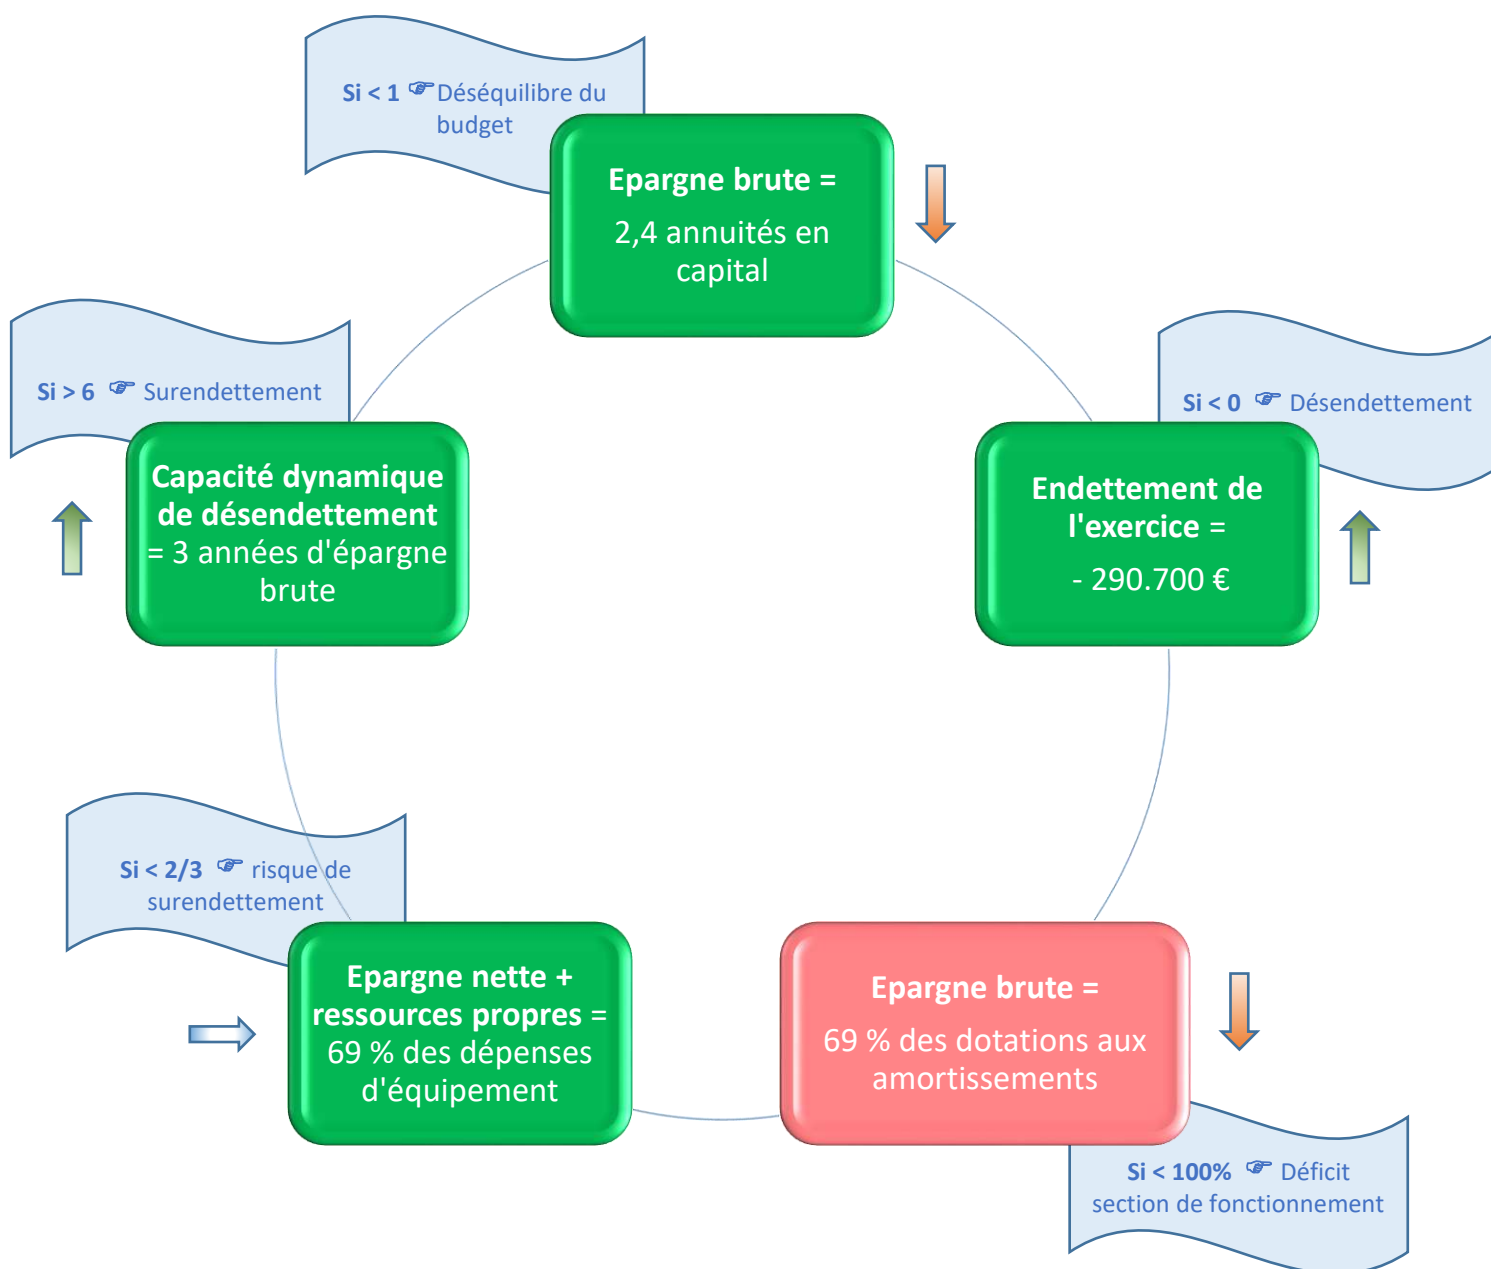 Si < 1 ☞ Déséquilibre du
budget
Epargne brute =
2,4 annuités en
capital
Si > 6 ☞ Surendettement
Capacité dynamique
de désendettement
= 3 années d'épargne
brute
Si < 0 ☞ Désendettement
Endettement de
l'exercice =
- 290.700 €
Si < 2/3 ☞ risque de
surendettement
Epargne nette +
ressources propres =
69 % des dépenses
d'équipement
Epargne brute =
69 % des dotations aux
amortissements
Si < 100% ☞ Déficit
section de fonctionnement